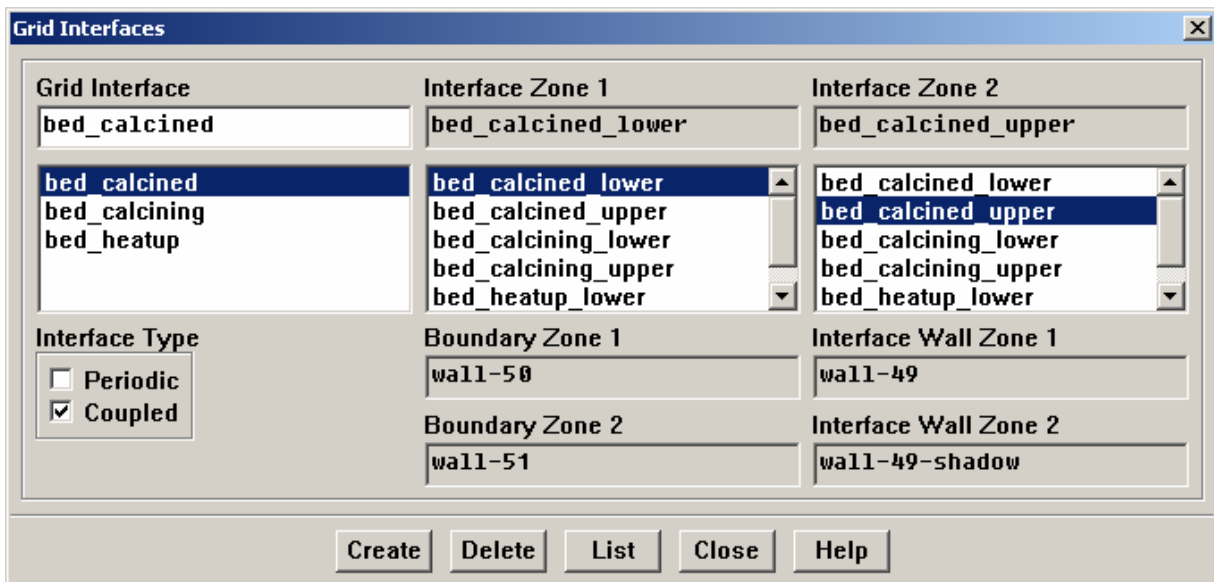 Grid Interfaces
Grid Interface
Interface Zone 1
Interface Zone 2
bed_calcined
bed_calcined_lower
bed_calcined_upper
bed_calcined
bed_calcining
bed_heatup
bed_calcined_lower
bed_calcined_upper
bed_calcining_lower
bed_calcining_upper
bed_heatup_lower
bed_calcined_lower
bed_calcined_upper
bed_calcining_lower
bed_calcining_upper
bed_heatup_lower
Interface Type
Periodic
Coupled
Boundary Zone 1
wall-50
Interface Wall Zone 1
wall-49
Boundary Zone 2
wall-51
Interface Wall Zone 2
wall-49-shadow
Create
Delete
List
Close
Help